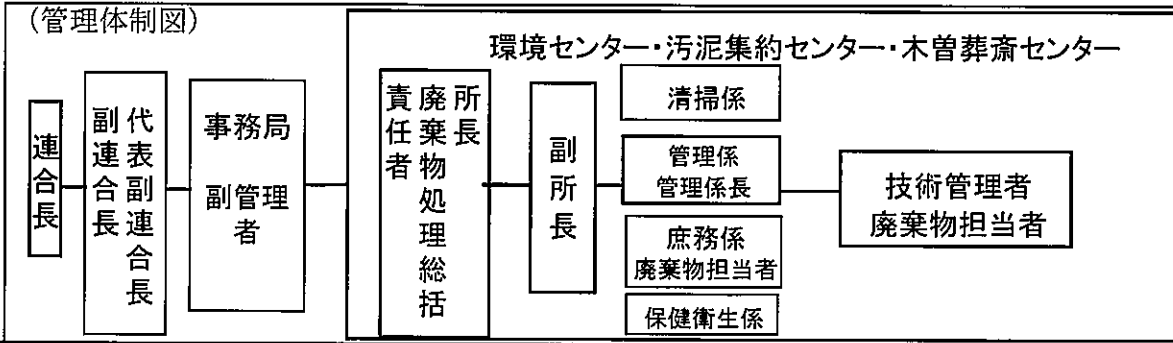 (管理体制図)
環境センター・汚泥集約センター・木曽葬斎センター
連合長
代表副連合長
副連合長
事務局
副管理
者
所長
廃棄物処理総括
責任者
副所長
清掃係
管理係
管理係長
庶務係
廃棄物担当者
保健衛生係
技術管理者
廃棄物担当者